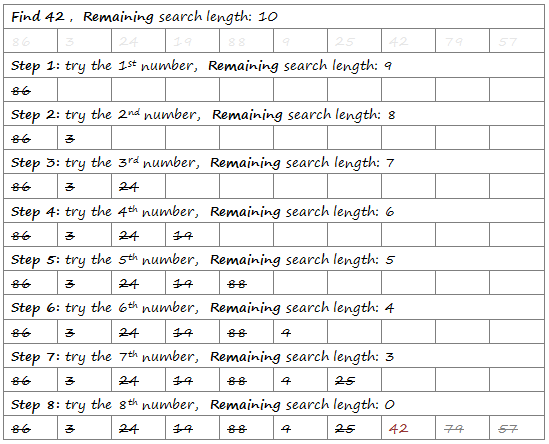 Find 42 , Remaining search length: 10
86 3 24 19 88 9 25 42 79 57
Step 1: try the 1st number, Remaining search length: 9
86
Step 2: try the 2nd number, Remaining search length: 8
86 3
Step 3: try the 3rd number, Remaining search length: 7
86 3 24
Step 4: try the 4th number, Remaining search length: 6
86 3 24 19
Step 5: try the 5th number, Remaining search length: 5
86 3 24 19 88
Step 6: try the 6th number, Remaining search length: 4
86 3 24 19 88 9
Step 7: try the 7th number, Remaining search length: 3
86 3 24 19 88 9 25
Step 8: try the 8th number, Remaining search length: 0
86 3 24 19 88 9 25 42 79 57